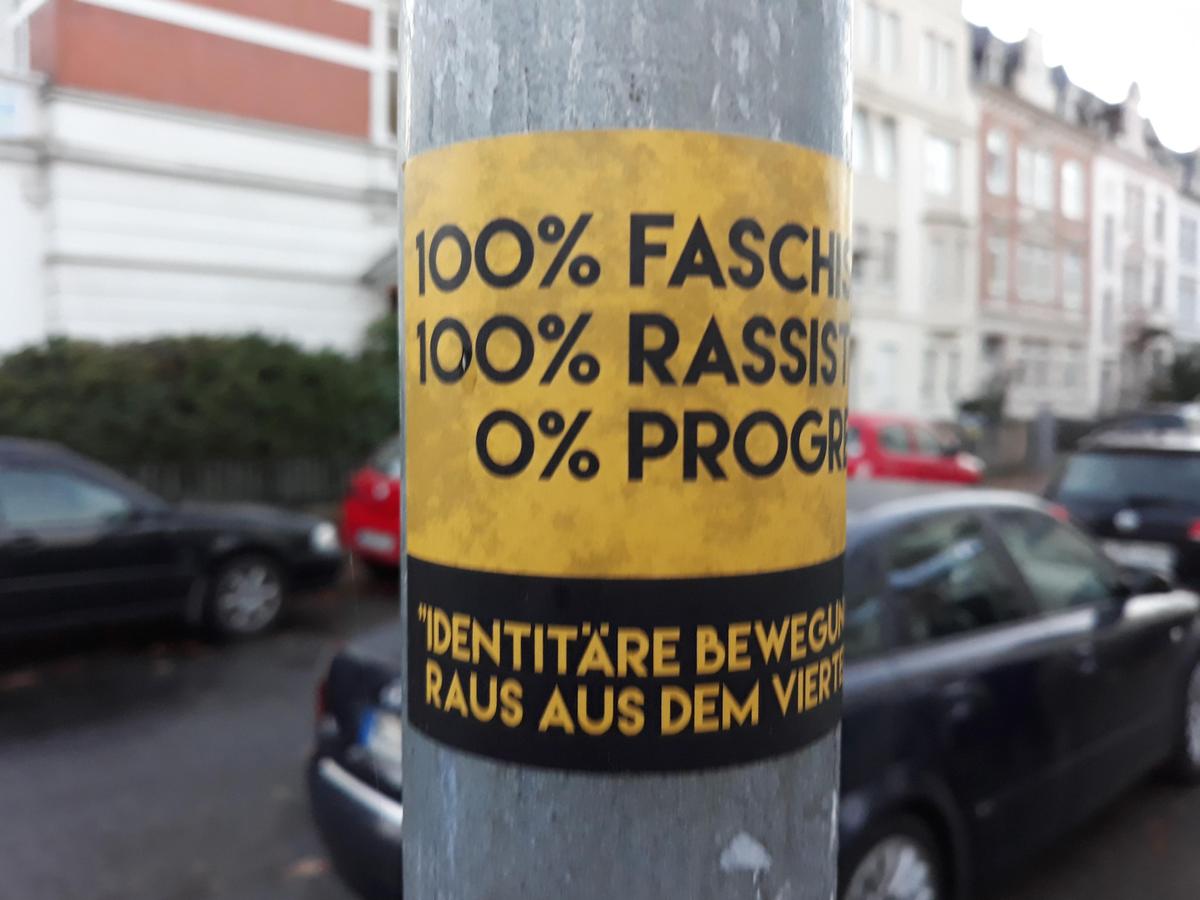 100% FASCHIS
100% RASSIST
0% PROGRE
"IDENTITÄRE BEWEGUN
RAUS AUS DEM VIERTE